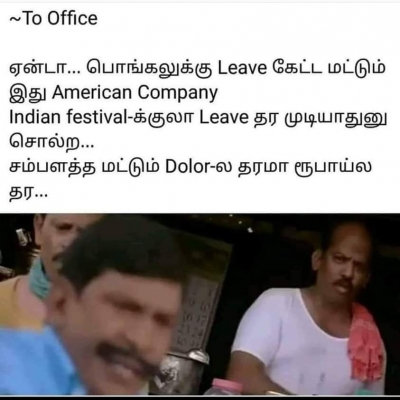 ~To Office
ஏன்டா... பொங்கலுக்கு Leave கேட்ட மட்டும்
இது American Company
Indian festival-க்குலா Leave தர முடியாதுனு
சொல்ற...
சம்பளத்த மட்டும் Dolor-ல தரமா ரூபாய்ல
தர...